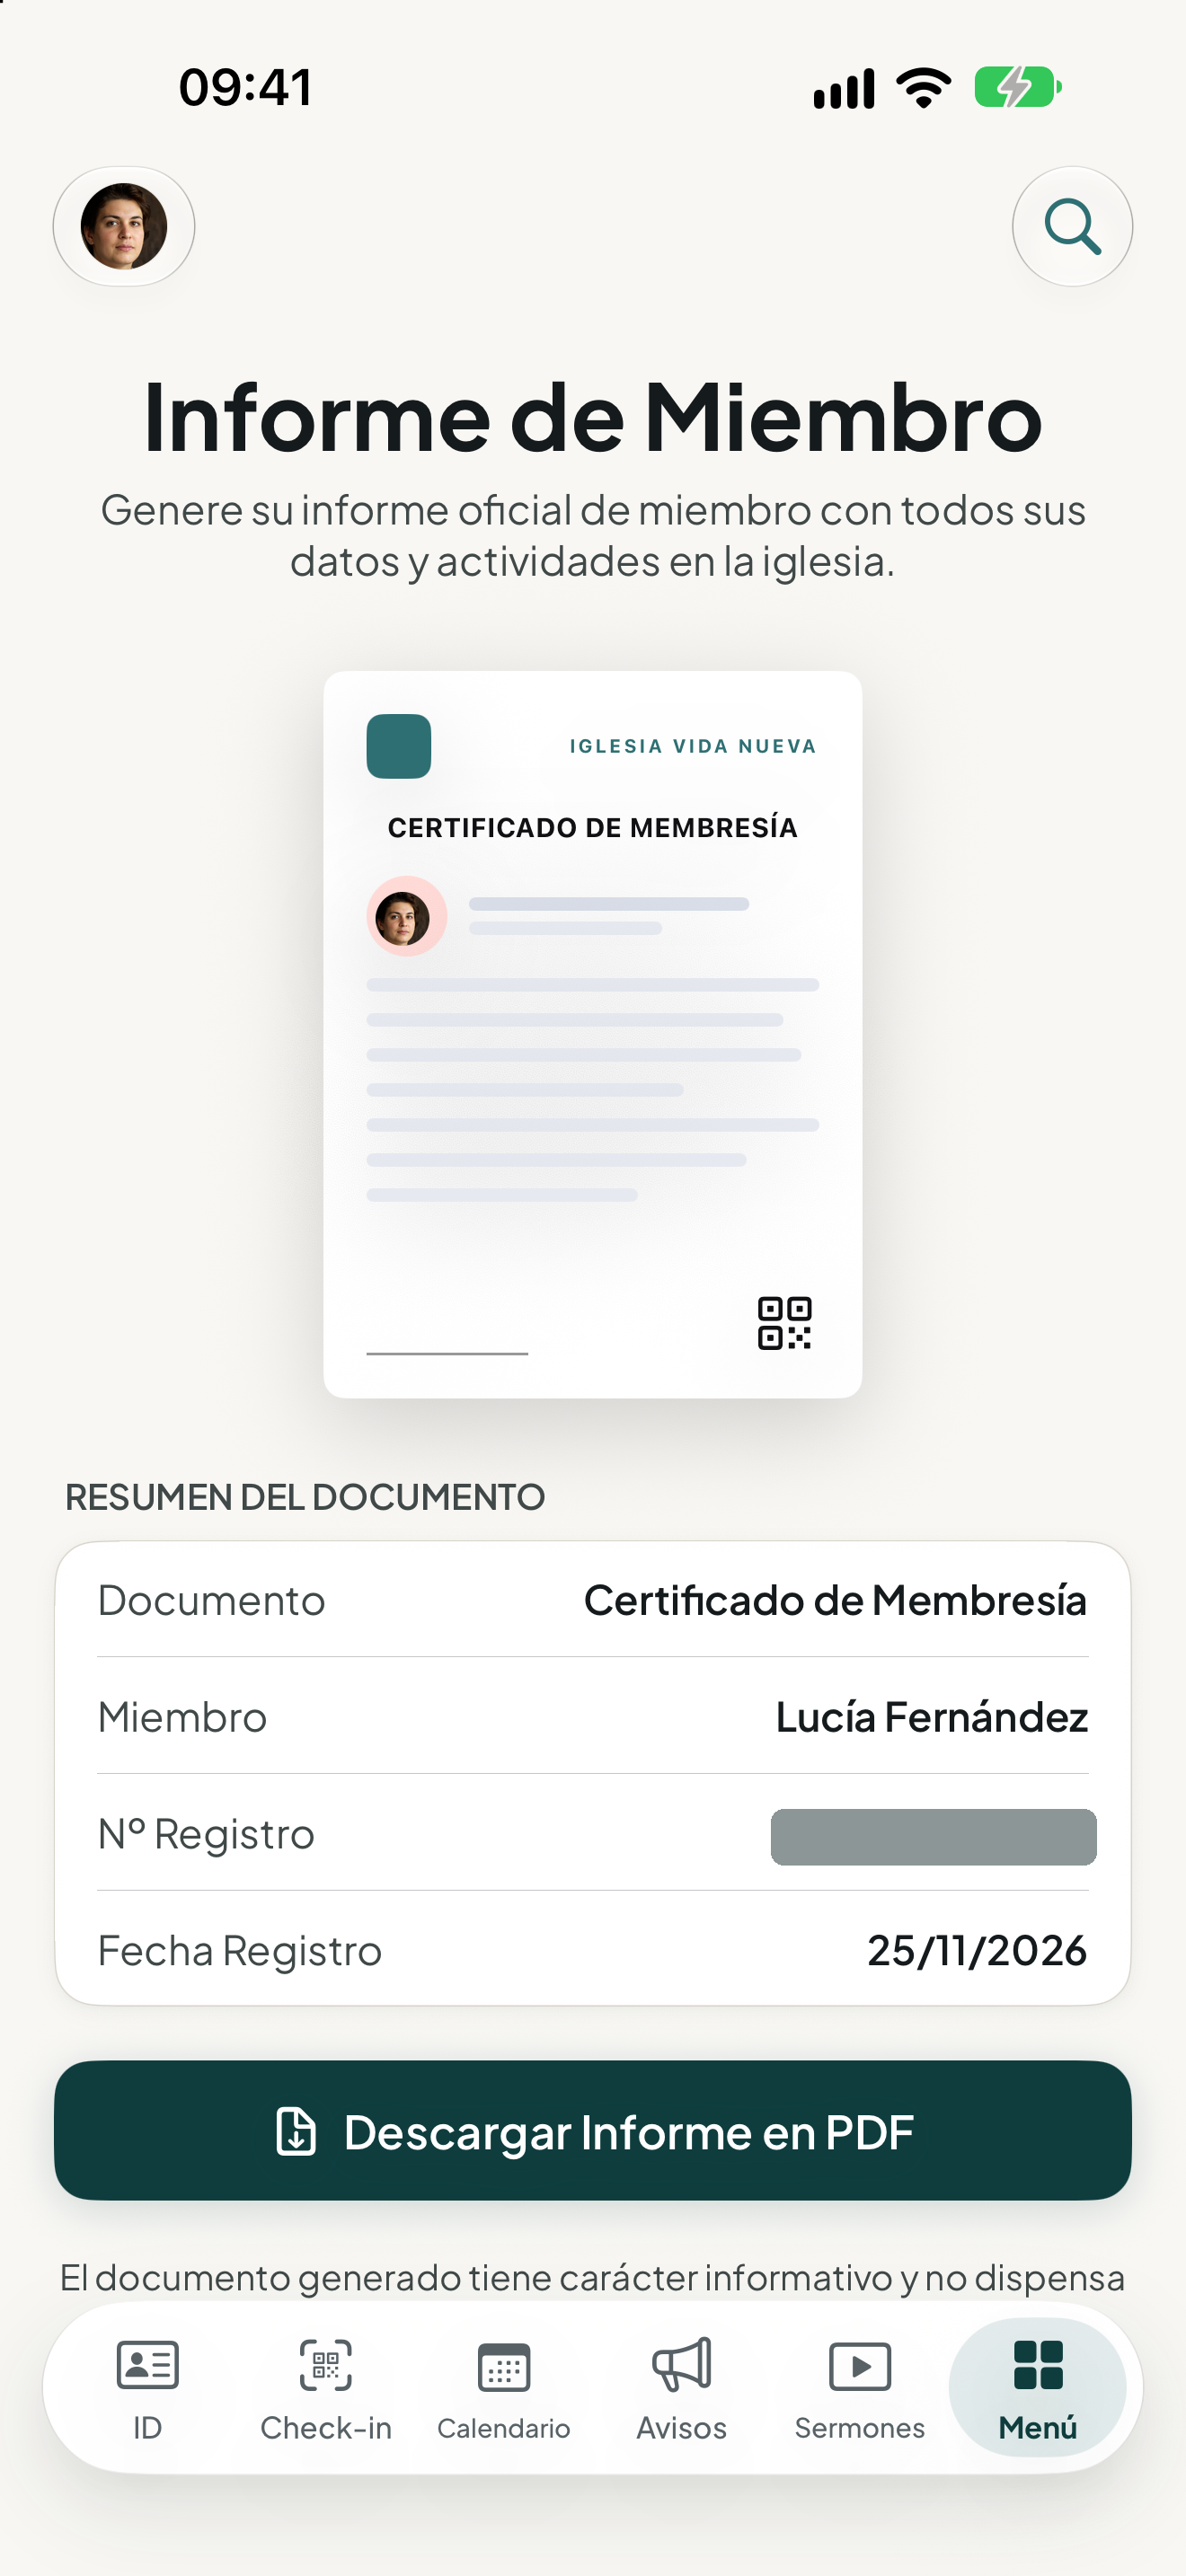 09:41
Informe de Miembro
Genere su informe oficial de miembro con todos sus
datos y actividades en la iglesia.
IGLESIA VIDA NUEVA
CERTIFICADO DE MEMBRESÍA
RESUMEN DEL DOCUMENTO
Documento Certificado de Membresía
Miembro Lucía Fernández
Nº Registro
Fecha Registro 25/11/2026
Descargar Informe en PDF
El documento generado tiene carácter informativo y no dispensa
ID Check-in Calendario Avisos Sermones Menú